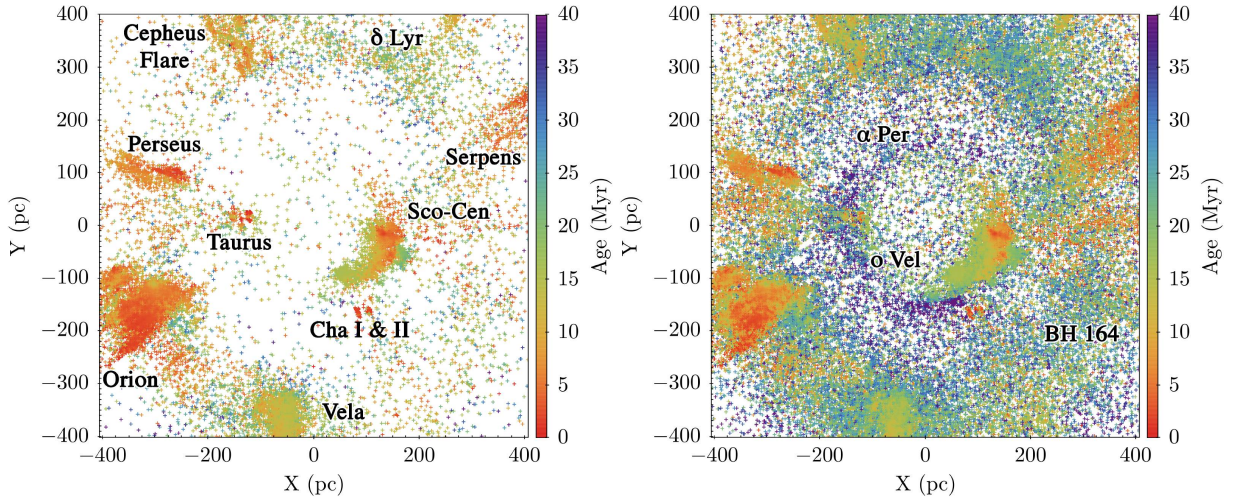 400
300
200
100
0
−100
−200
−300
−400
Y (pc)
−400
−200
0
200
400
X (pc)
Cepheus
Flare
δ Lyr
Perseus
Serpens
Sco-Cen
Taurus
Cha I & II
Orion
Vela
40
35
30
25
20
15
10
5
0
Age (Myr)
400
300
200
100
0
−100
−200
−300
−400
Y (pc)
−400
−200
0
200
400
X (pc)
α Per
o Vel
BH 164
40
35
30
25
20
15
10
5
0
Age (Myr)